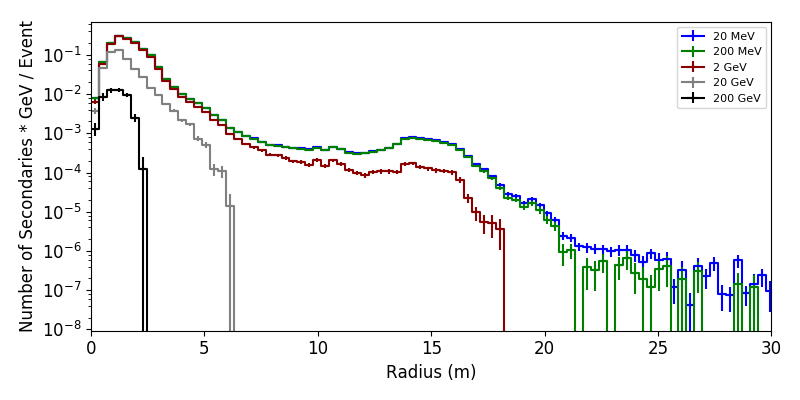 Number of Secondaries * GeV / Event
10⁻¹
10⁻²
10⁻³
10⁻⁴
10⁻⁵
10⁻⁶
10⁻⁷
10⁻⁸
20 MeV
200 MeV
2 GeV
20 GeV
200 GeV
0 5 10 15 20 25 30
Radius (m)